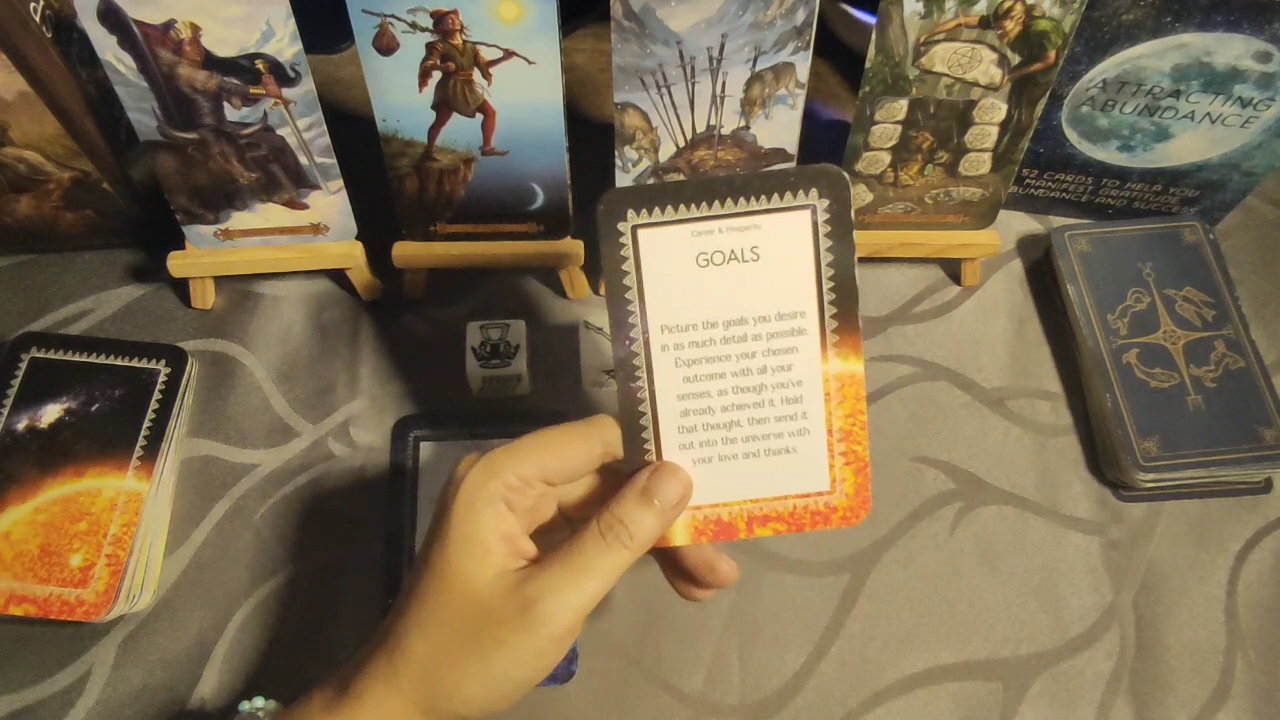 ATTRACTING
ABUNDANCE
52 CARDS TO HELP YOU
MANIFEST GRATITUDE
ABUNDANCE AND SUCCE
Career & Prosperity
GOALS
Picture the goals you desire
in as much detail as possible.
Experience your chosen
outcome with all your
senses, as though you've
already achieved it. Hold
that thought, then send it
out into the universe with
your love and thanks.